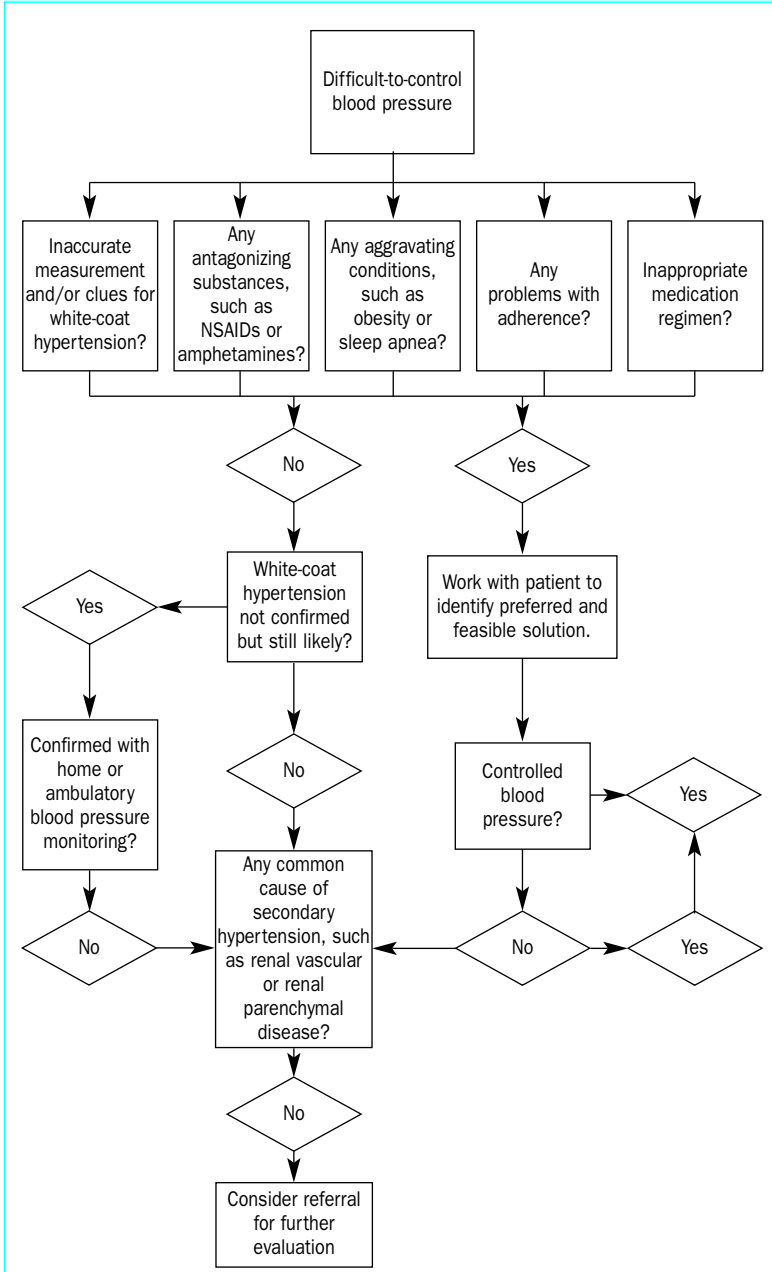 Difficult-to-control
blood pressure
Inaccurate
measurement
and/or clues for
white-coat
hypertension?
Any
antagonizing
substances,
such as
NSAIDs or
amphetamines?
Any aggravating
conditions,
such as
obesity or
sleep apnea?
Any
problems with
adherence?
Inappropriate
medication
regimen?
No
Yes
White-coat
hypertension
not confirmed
but still likely?
Yes
Work with patient to
identify preferred and
feasible solution.
Confirmed with
home or
ambulatory
blood pressure
monitoring?
No
Controlled
blood
pressure?
Yes
Any common
cause of
secondary
hypertension, such
as renal vascular
or renal
parenchymal
disease?
No
No
Yes
No
Consider referral
for further
evaluation